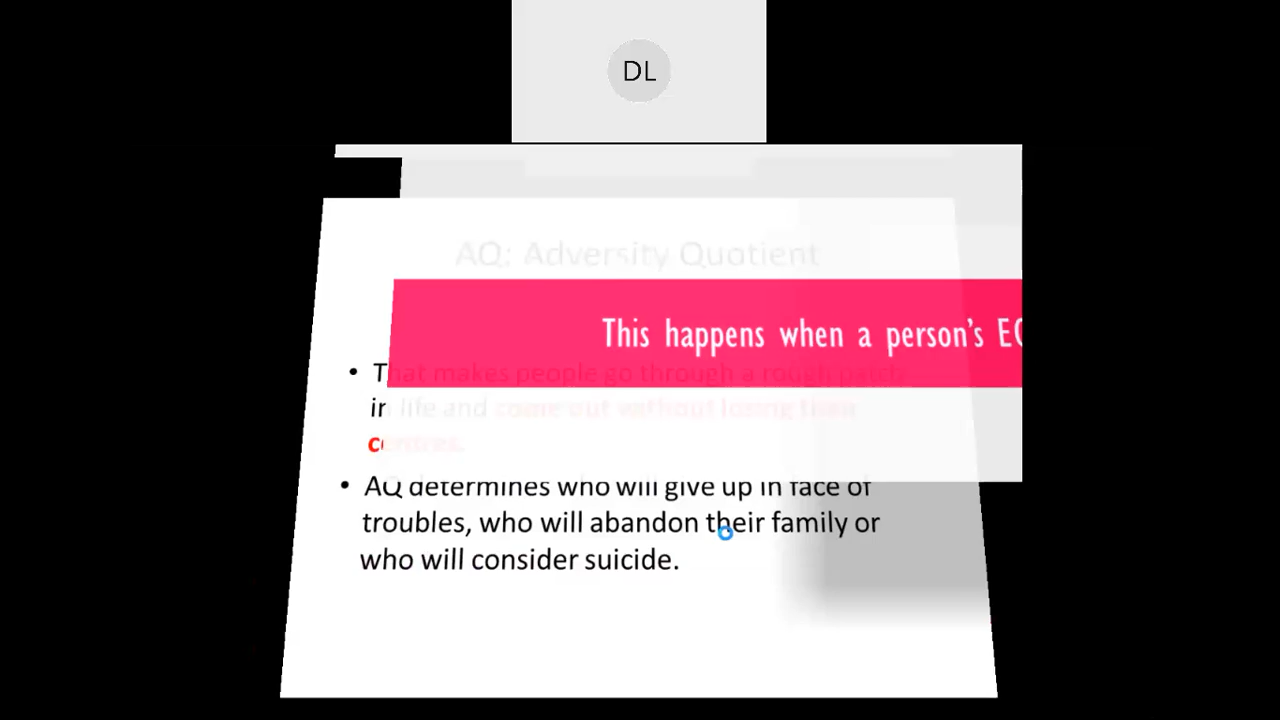 DL
AQ: Adversity Quotient
This happens when a person's EQ
• That makes people go through a rough patch
in life and come out without losing their
centres.
• AQ determines who will give up in face of
troubles, who will abandon their family or
who will consider suicide.